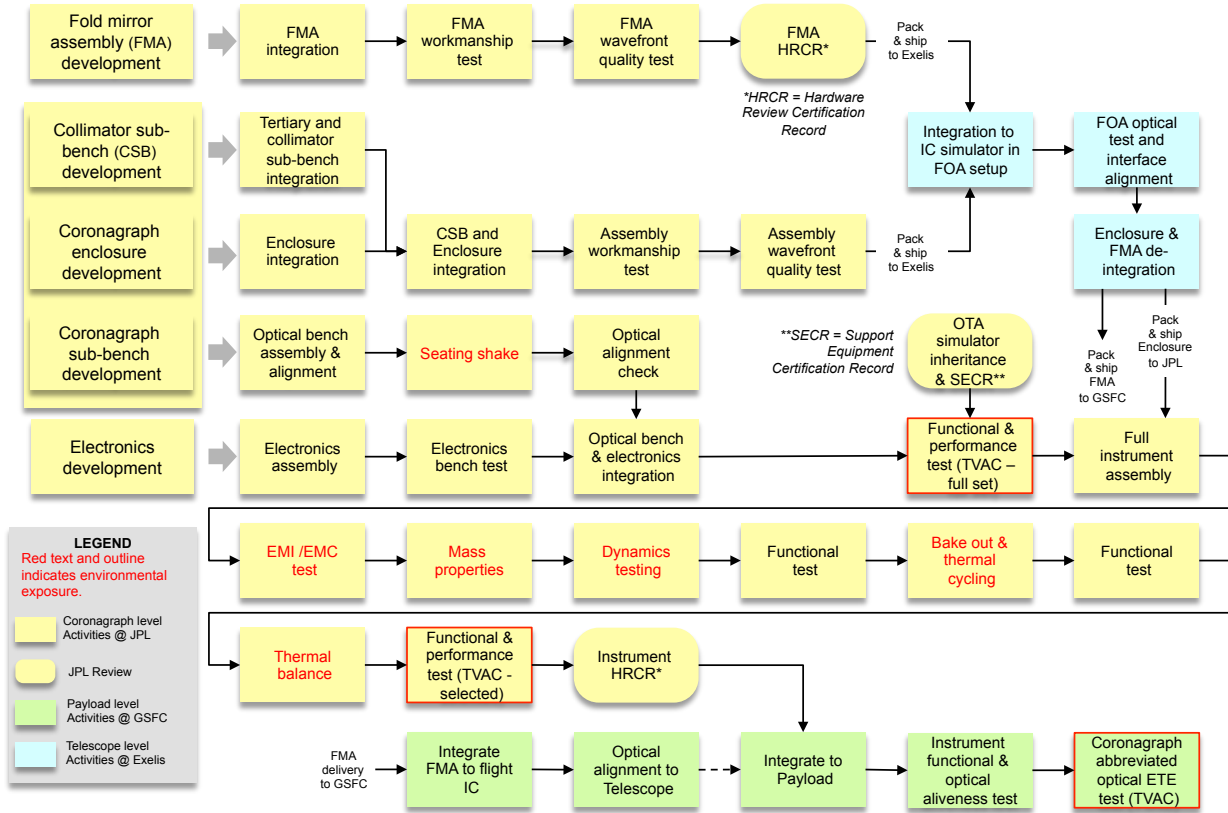 Fold mirror
assembly (FMA)
development
FMA
integration
FMA
workmanship
test
FMA
wavefront
quality test
FMA
HRCR*
Pack
& ship
to Exelis
*HRCR = Hardware
Review Certification
Record
Collimator sub-
bench (CSB)
development
Tertiary and
collimator
sub-bench
integration
Integration to
IC simulator in
FOA setup
FOA optical
test and
interface
alignment
Coronagraph
enclosure
development
Enclosure
integration
CSB and
Enclosure
integration
Assembly
workmanship
test
Assembly
wavefront
quality test
Pack
& ship
to Exelis
Enclosure &
FMA de-
integration
Coronagraph
sub-bench
development
Optical bench
assembly &
alignment
Seating shake
Optical
alignment
check
**SECR = Support
Equipment
Certification Record
OTA
simulator
inheritance
& SECR**
Pack
& ship
FMA
to GSFC
Pack
& ship
Enclosure
to JPL
Electronics
development
Electronics
assembly
Electronics
bench test
Optical bench
& electronics
integration
Functional &
performance
test (TVAC –
full set)
Full
instrument
assembly
LEGEND
Red text and outline
indicates environmental
exposure.
Coronagraph level
Activities @ JPL
JPL Review
Payload level
Activities @ GSFC
Telescope level
Activities @ Exelis
EMI /EMC
test
Mass
properties
Dynamics
testing
Functional
test
Bake out &
thermal
cycling
Functional
test
Thermal
balance
Functional &
performance
test (TVAC -
selected)
Instrument
HRCR*
FMA
delivery
to GSFC
Integrate
FMA to flight
IC
Optical
alignment to
Telescope
Integrate to
Payload
Instrument
functional &
optical
aliveness test
Coronagraph
abbreviated
optical ETE
test (TVAC)